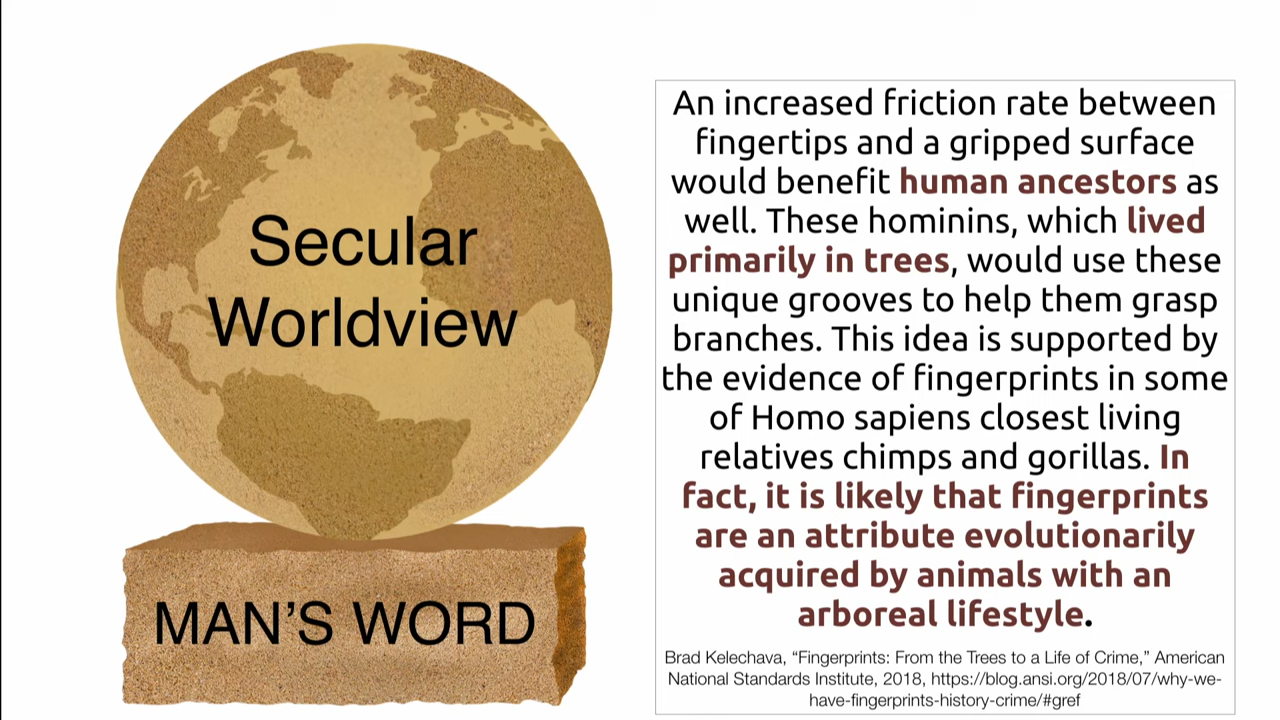 Secular
Worldview
MAN'S WORD
An increased friction rate between
fingertips and a gripped surface
would benefit human ancestors as
well. These hominins, which lived
primarily in trees, would use these
unique grooves to help them grasp
branches. This idea is supported by
the evidence of fingerprints in some
of Homo sapiens closest living
relatives chimps and gorillas. In
fact, it is likely that fingerprints
are an attribute evolutionarily
acquired by animals with an
arboreal lifestyle.
Brad Kelechava, “Fingerprints: From the Trees to a Life of Crime,” American
National Standards Institute, 2018, https://blog.ansi.org/2018/07/why-we-
have-fingerprints-history-crime/#gref